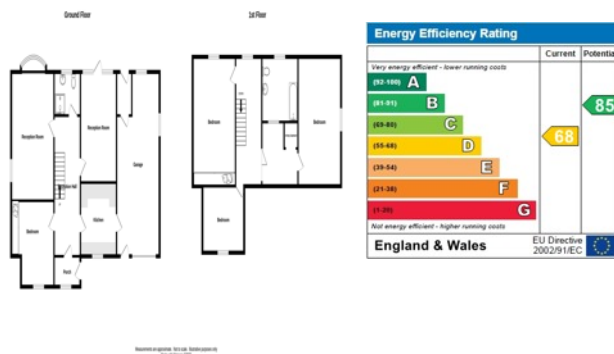 Ground Floor
1st Floor
Reception Room
Reception Room
Garage
Hall
Kitchen
Bedroom
Porch
Bedroom
Bedroom
Bedroom
Energy Efficiency Rating
Current
Potential
Very energy efficient - lower running costs
(92-100) A
(81-91) B
(69-80) C
(55-68) D
(39-54) E
(21-38) F
(1-20) G
68
85
Not energy efficient - higher running costs
England & Wales
EU Directive
2002/91/EC